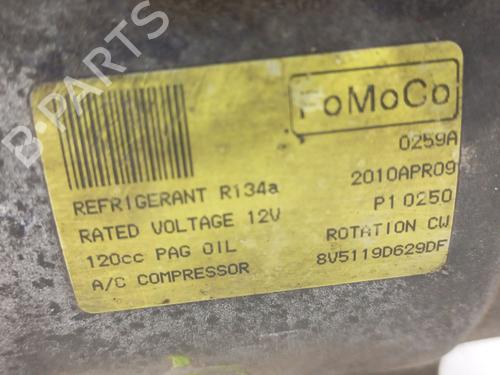 B-PARTS
FoMoCo
0259A
REFRIGERANT R134a 2010APR09
RATED VOLTAGE 12V P1 0250
120cc PAG OIL ROTATION CW
A/C COMPRESSOR 8V5119D629DF